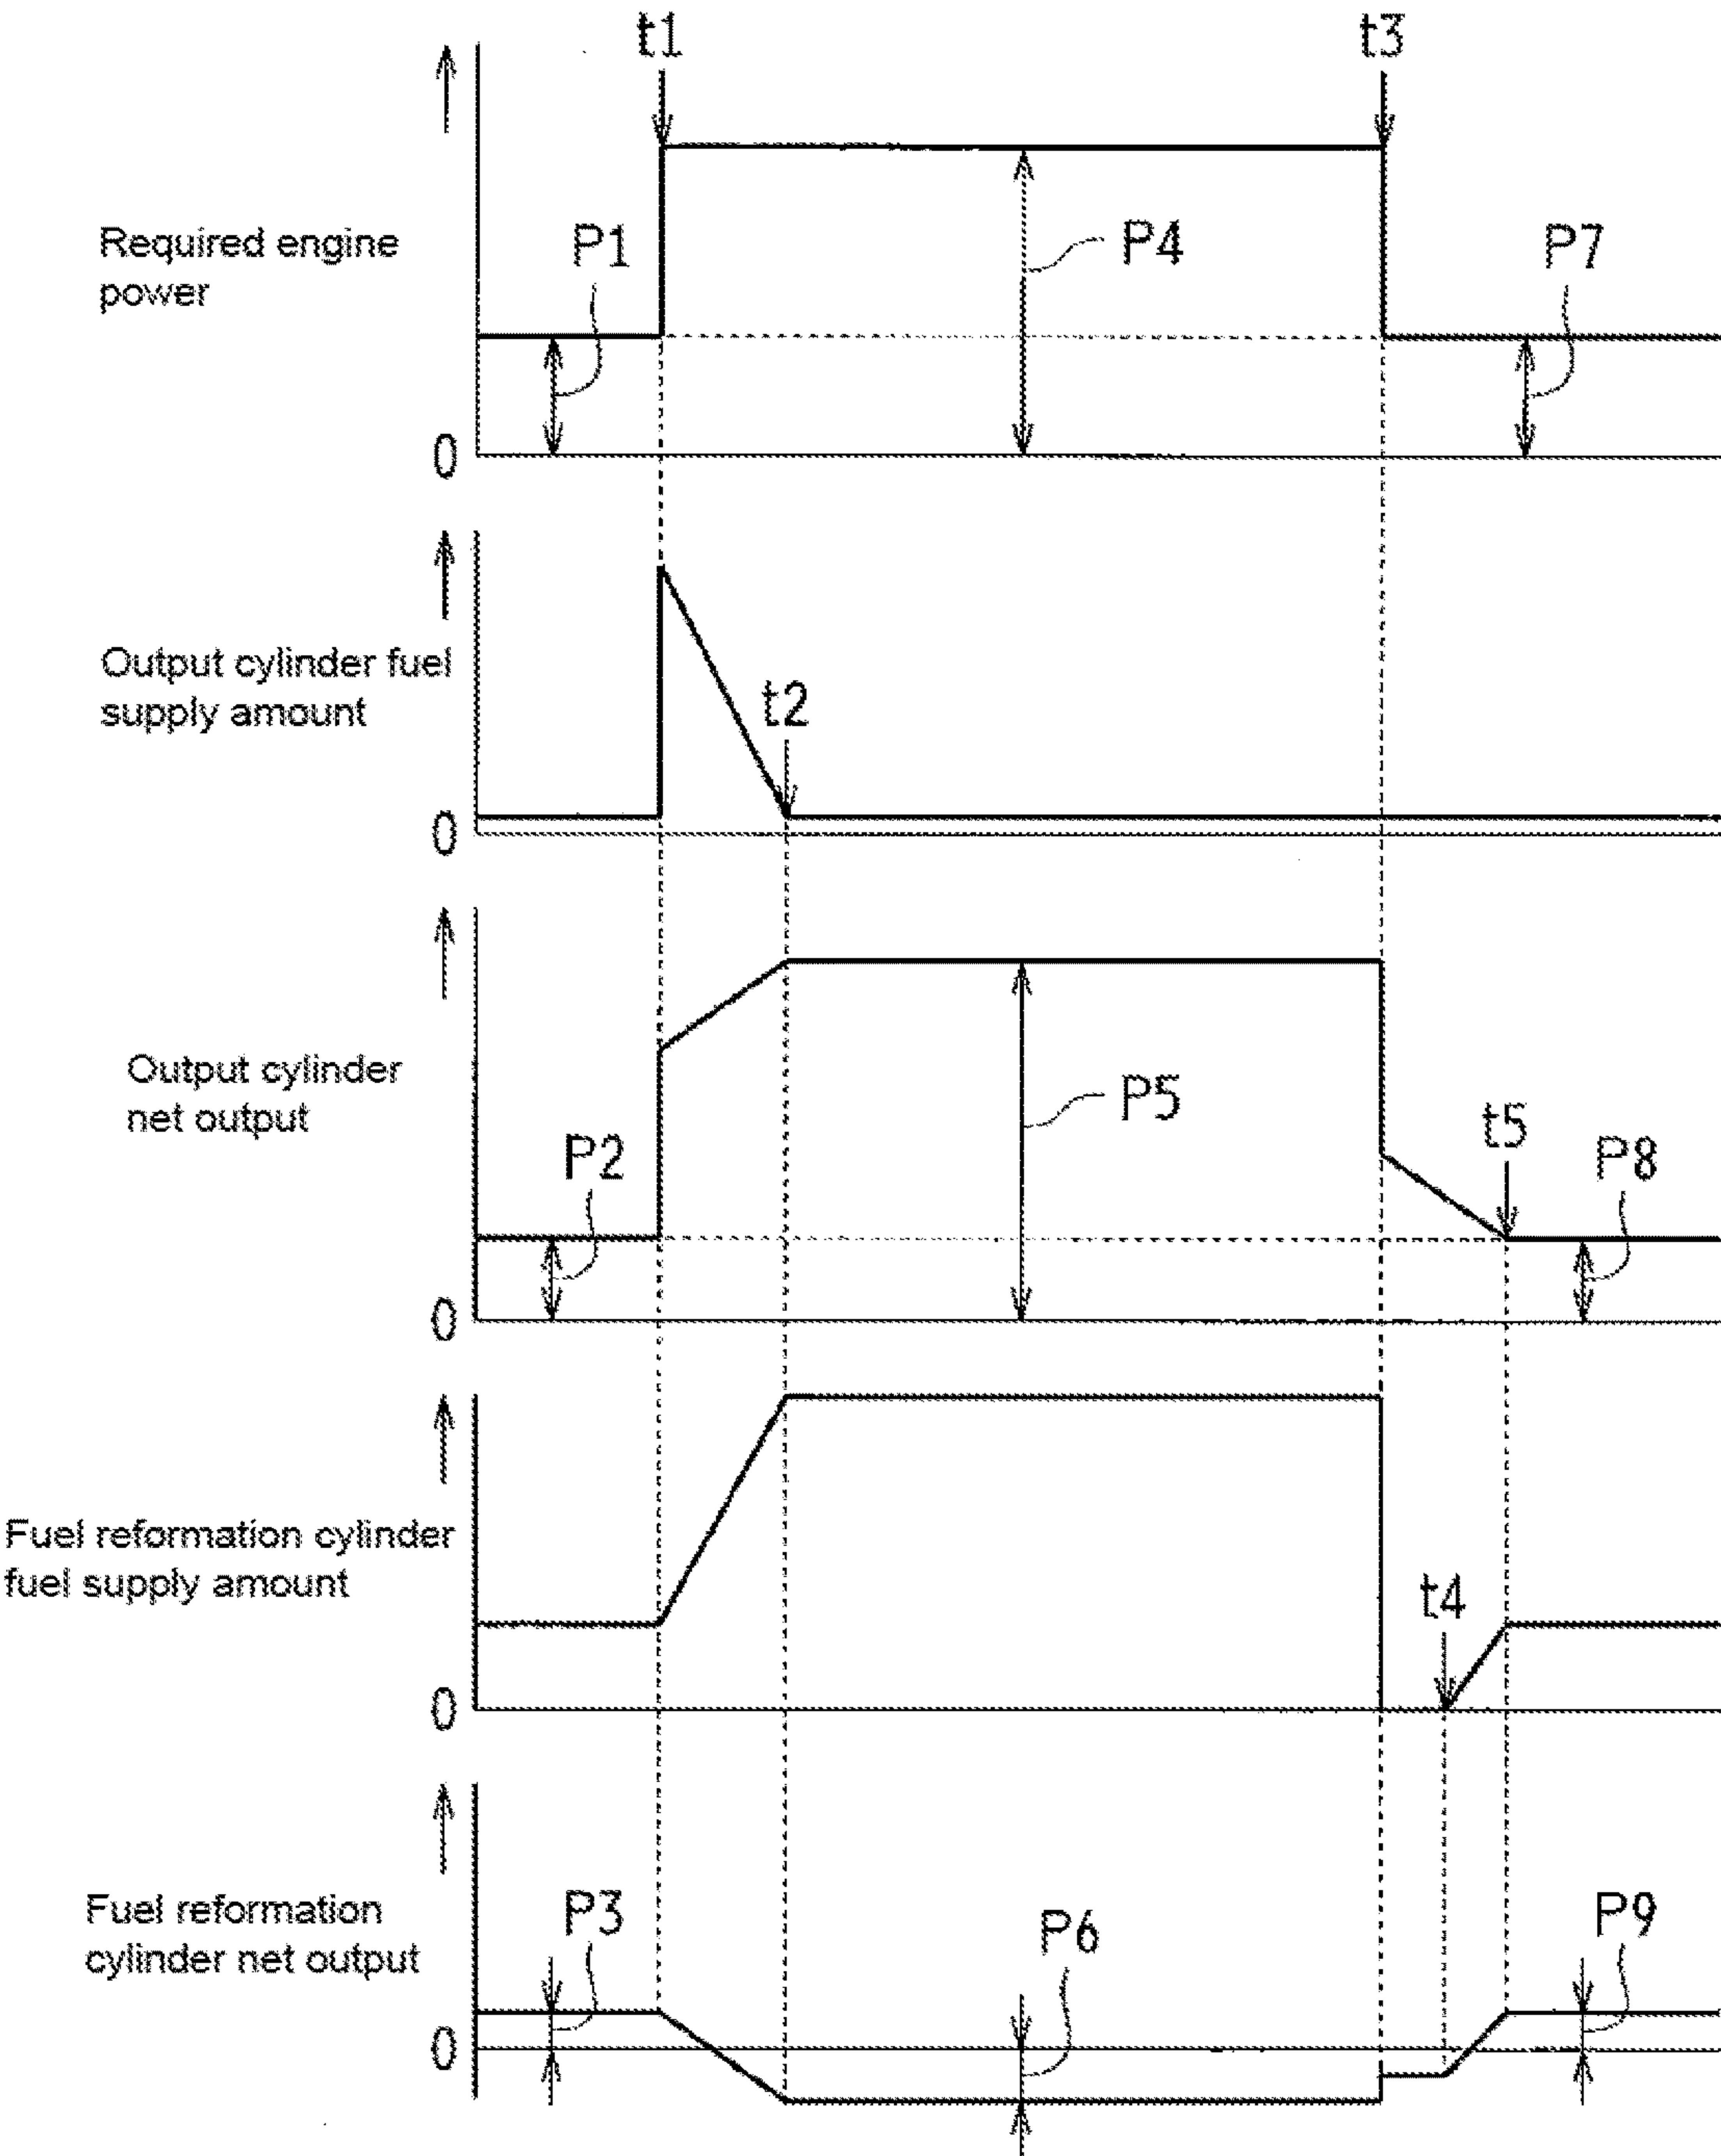 t1
t3
Required engine
power
P1
P4
P7
0
Output cylinder fuel
supply amount
t2
0
Output cylinder
net output
P2
P5
t5
P8
0
Fuel reformation cylinder
fuel supply amount
t4
0
Fuel reformation
cylinder net output
P3
P6
P9
0